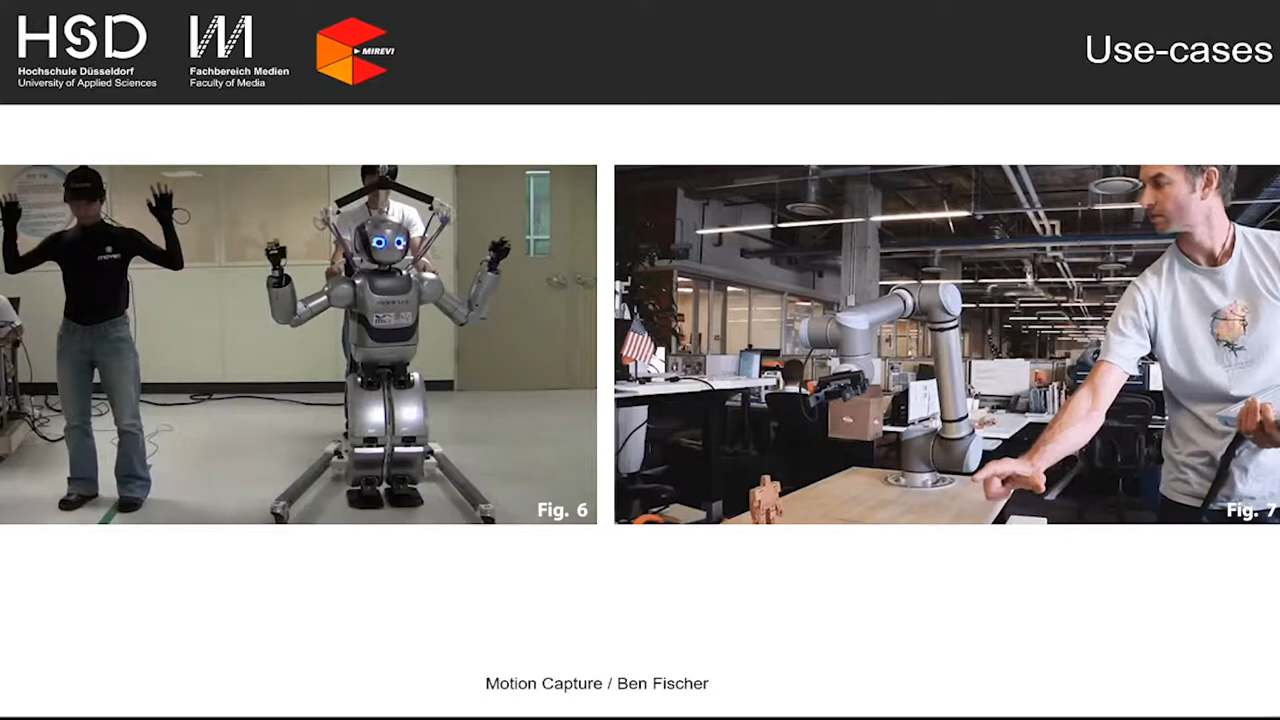 HSD
Hochschule Düsseldorf
University of Applied Sciences
Fachbereich Medien
Faculty of Media
MIREVI
Use-cases
moven
Fig. 6
Fig. 7
Motion Capture / Ben Fischer